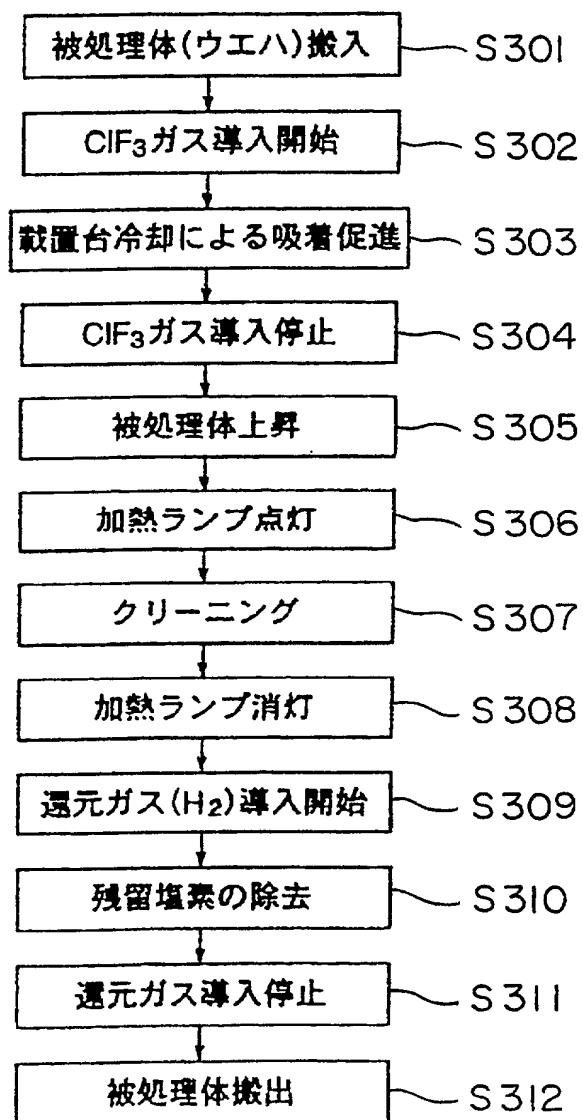 被処理体(ウエハ)搬入 S301
ClF₃ガス導入開始 S302
載置台冷却による吸着促進 S303
ClF₃ガス導入停止 S304
被処理体上昇 S305
加熱ランプ点灯 S306
クリーニング S307
加熱ランプ消灯 S308
還元ガス(H₂)導入開始 S309
残留塩素の除去 S310
還元ガス導入停止 S311
被処理体搬出 S312